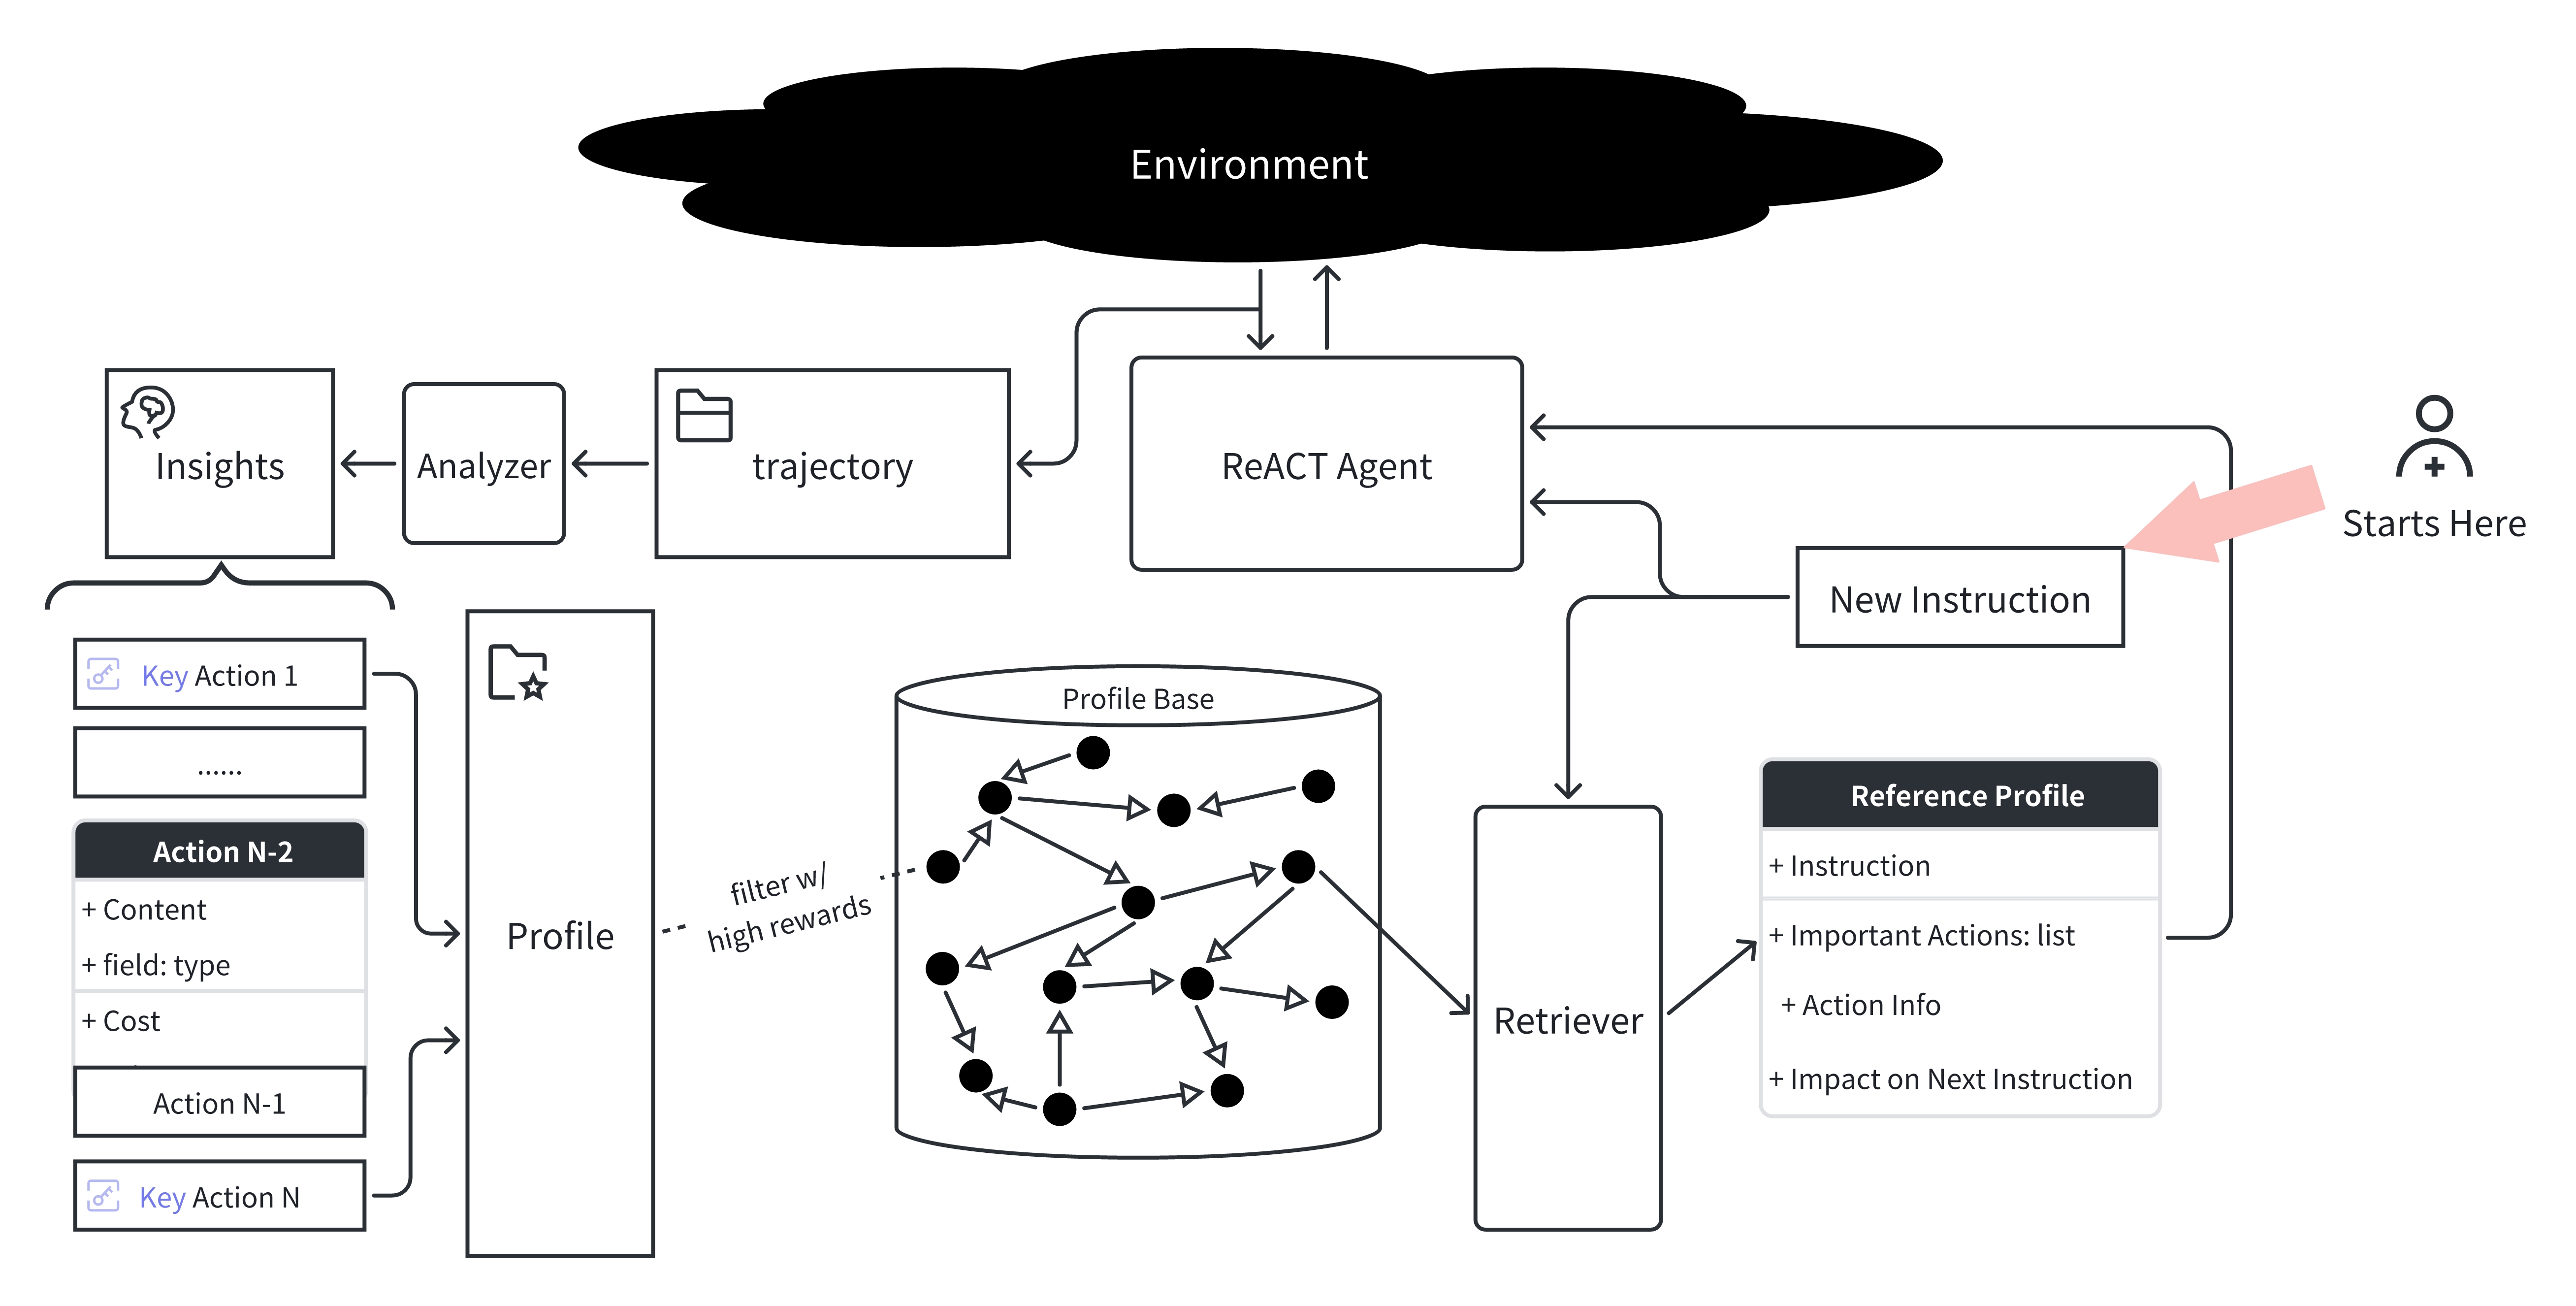 Environment
Insights
Analyzer
trajectory
ReACT Agent
Starts Here
New Instruction
Key Action 1
......
Action N-2
+ Content
+ field: type
+ Cost
Action N-1
Key Action N
Profile
filter w/
high rewards
Profile Base
Retriever
Reference Profile
+ Instruction
+ Important Actions: list
+ Action Info
+ Impact on Next Instruction